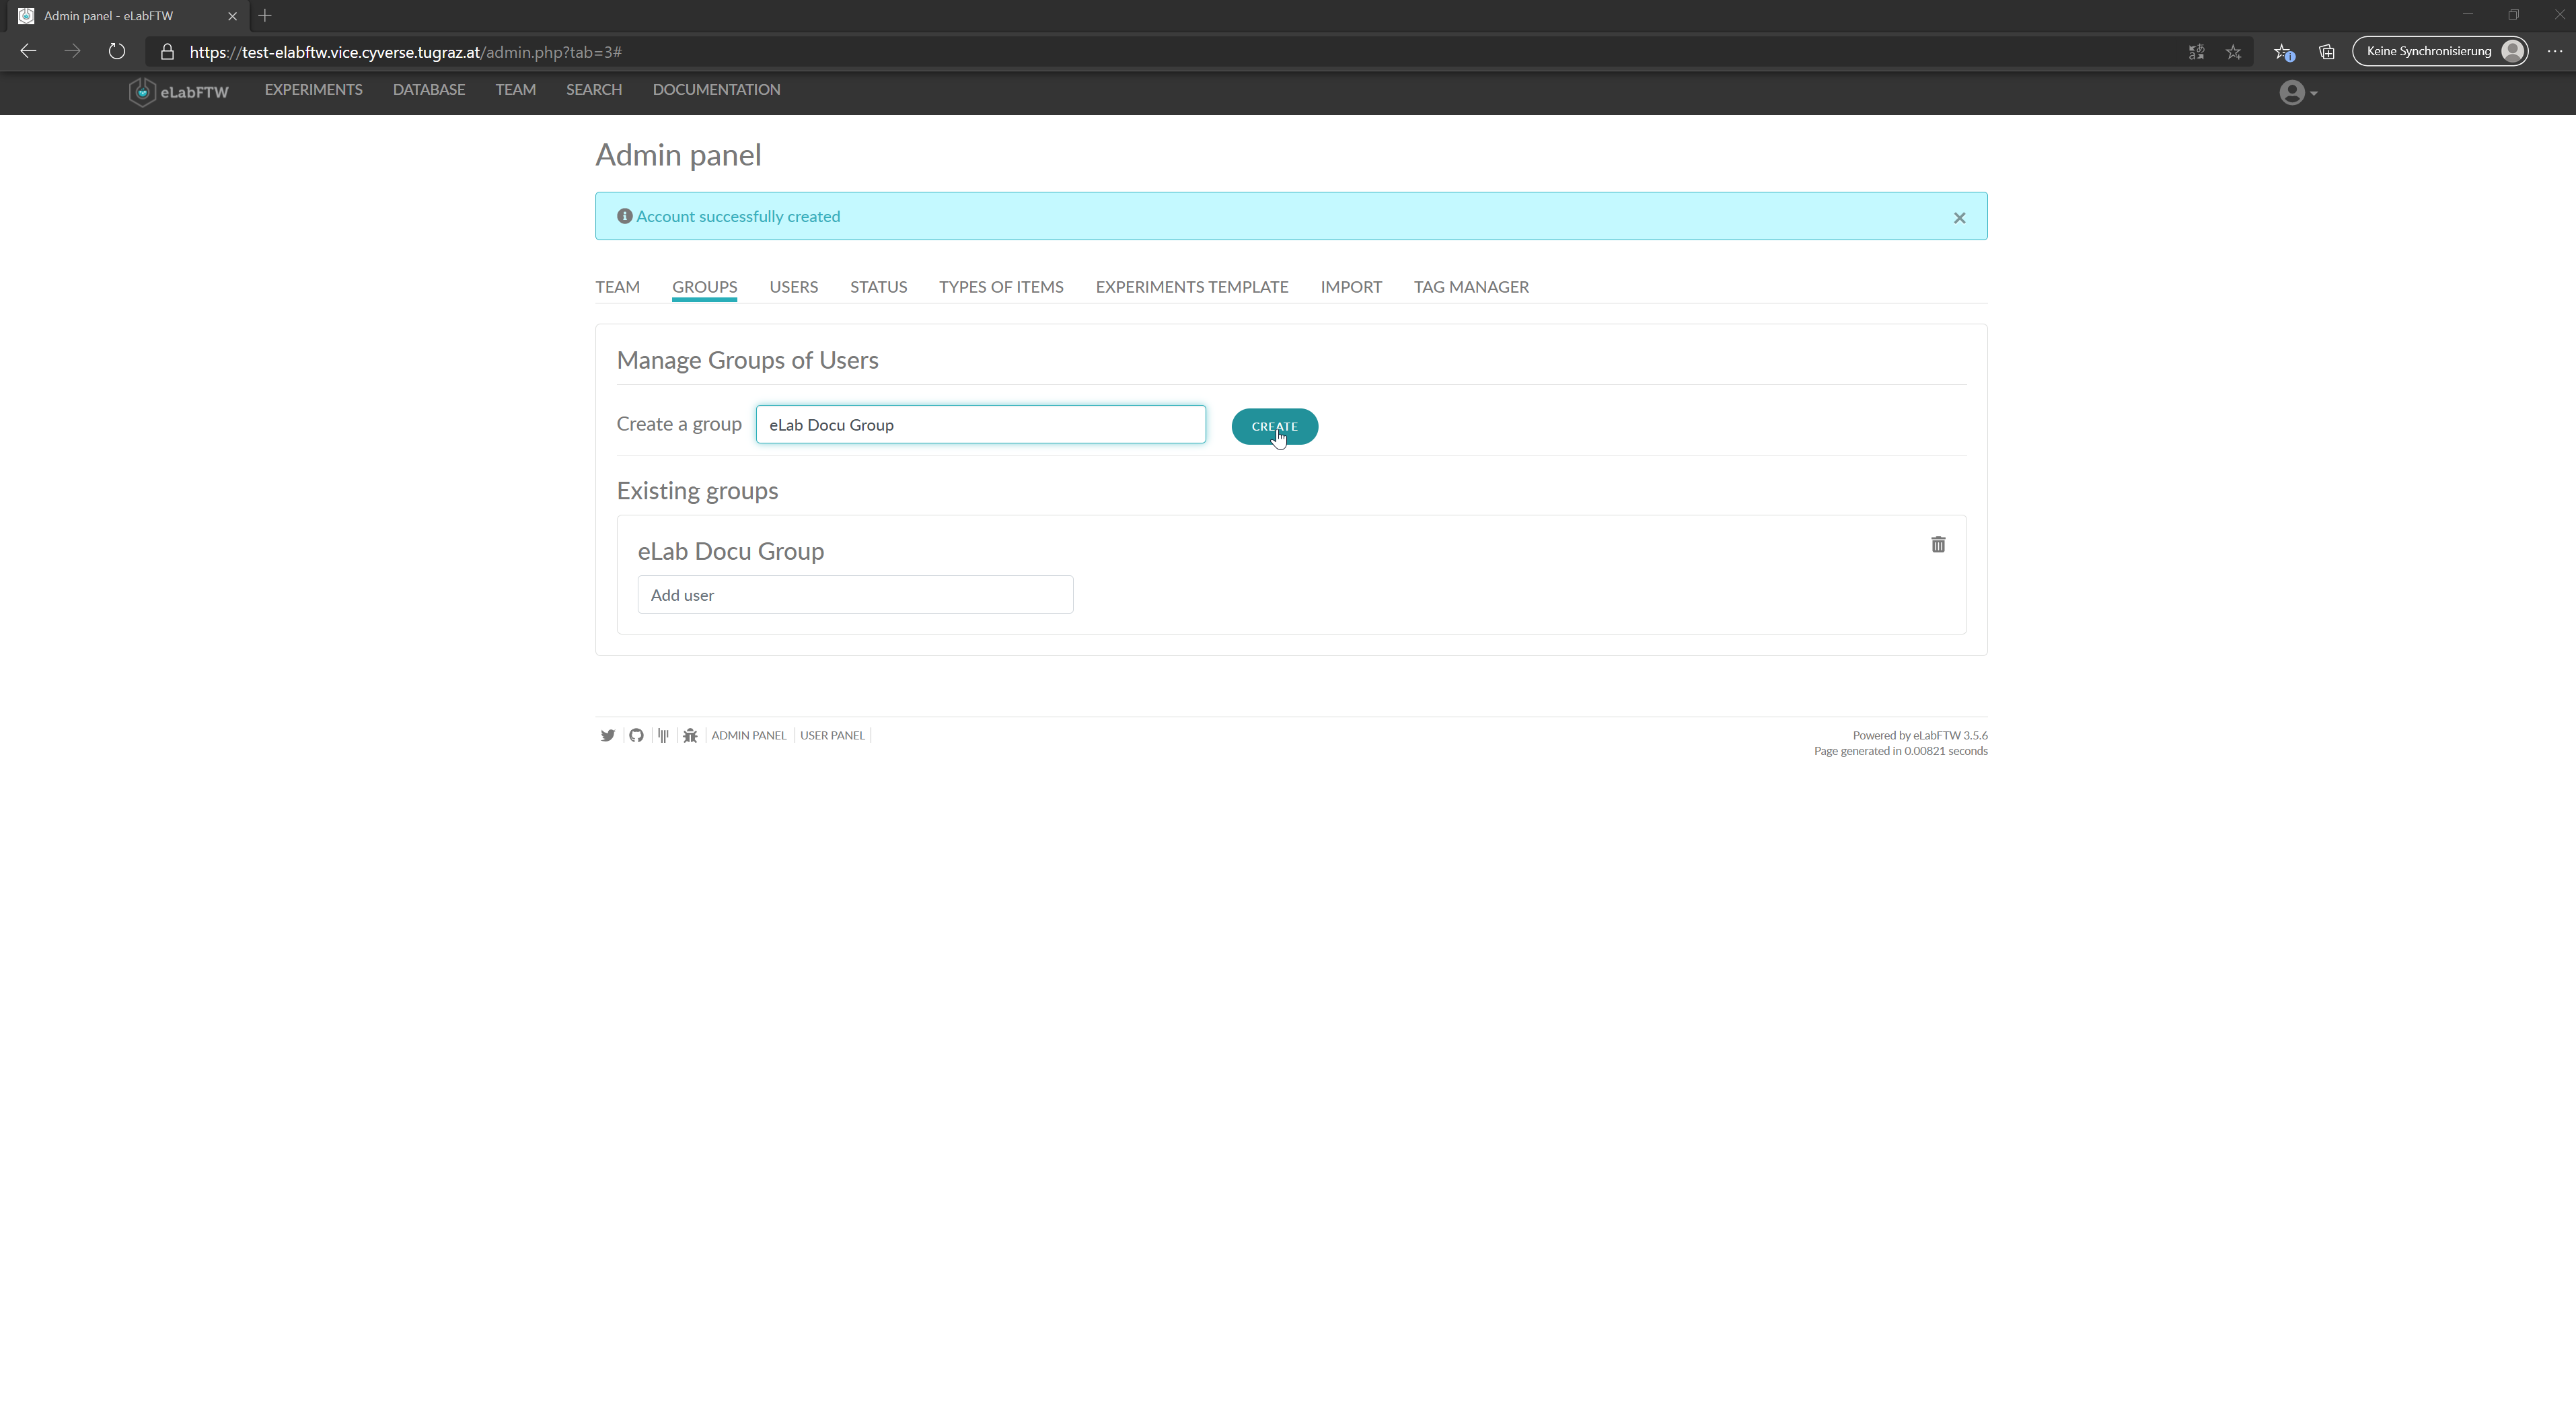 Admin panel - eLabFTW
https://test-elabftw.vice.cyverse.tugraz.at/admin.php?tab=3#
Keine Synchronisierung
eLabFTW EXPERIMENTS DATABASE TEAM SEARCH DOCUMENTATION
Admin panel
Account successfully created
TEAM GROUPS USERS STATUS TYPES OF ITEMS EXPERIMENTS TEMPLATE IMPORT TAG MANAGER
Manage Groups of Users
Create a group eLab Docu Group CREATE
Existing groups
eLab Docu Group
Add user
ADMIN PANEL USER PANEL
Powered by eLabFTW 3.5.6
Page generated in 0.00821 seconds